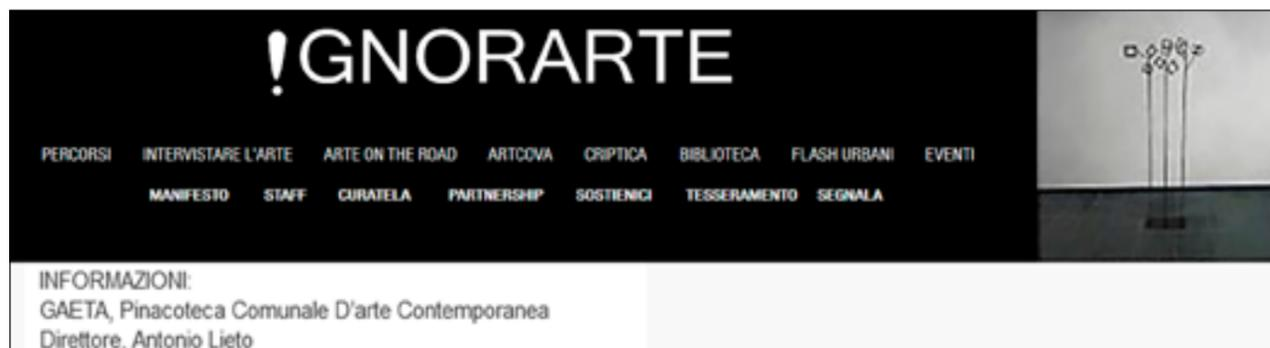 !GNORARTE
PERCORSI INTERVISTARE L'ARTE ARTE ON THE ROAD ARTCOVA CRIPTICA BIBLIOTECA FLASH URBANI EVENTI
MANIFESTO STAFF CURATELA PARTNERSHIP SOSTIENICI TESSERAMENTO SEGNALA
INFORMAZIONI:
GAETA, Pinacoteca Comunale D'arte Contemporanea
Direttore, Antonio Lieto